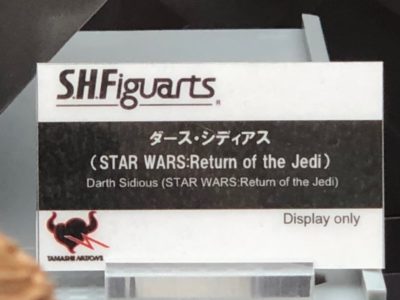 S.H.Figuarts ®
ダース・シディアス
(STAR WARS:Return of the Jedi)
Darth Sidious (STAR WARS:Return of the Jedi)
Display only
TAMASHII NATIONS